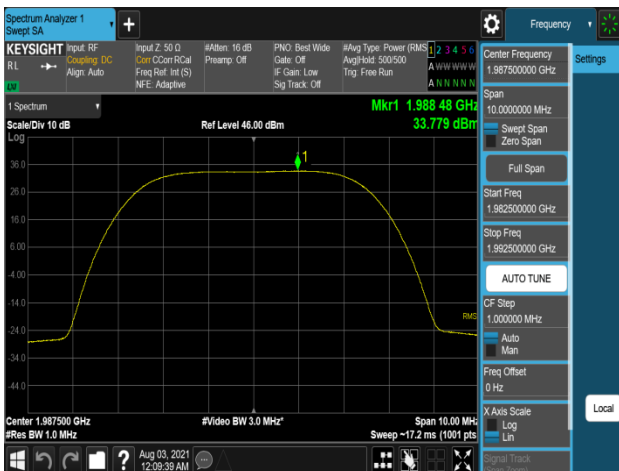 Spectrum Analyzer 1
Swept SA
+
Frequency
KEYSIGHT
RL
LU
Input: RF
Coupling: DC
Align: Auto
Input Z: 50 Ω
Corr CCorr RCal
Freq Ref: Int (S)
NFE: Adaptive
#Atten: 16 dB
Preamp: Off
PNO: Best Wide
Gate: Off
IF Gain: Low
Sig Track: Off
#Avg Type: Power (RMS
Avg|Hold: 500/500
Trig: Free Run
1 2 3 4 5 6
A W W W W W
A N N N N N
1 Spectrum
Scale/Div 10 dB
Ref Level 46.00 dBm
Mkr1 1.988 48 GHz
33.779 dBm
Log
36.0
26.0
16.0
6.00
-4.00
-14.0
-24.0
-34.0
-44.0
1
RMS
Center 1.987500 GHz
#Res BW 1.0 MHz
#Video BW 3.0 MHz*
Span 10.00 MHz
Sweep ~17.2 ms (1001 pts
Aug 03, 2021
12:09:39 AM
?
Center Frequency
1.987500000 GHz
Settings
Span
10.0000000 MHz
Swept Span
Zero Span
Full Span
Start Freq
1.982500000 GHz
Stop Freq
1.992500000 GHz
AUTO TUNE
CF Step
1.000000 MHz
Auto
Man
Freq Offset
0 Hz
X Axis Scale
Log
Lin
Local
Signal Track